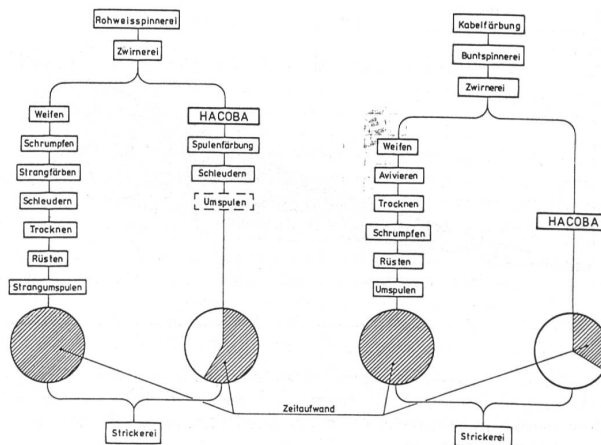 Rohweisspinnerei
Zwirnerei
Weifen
Schrumpfen
Strangfärben
Schleudern
Trocknen
Rüsten
Strangumspulen
HACOBA
Spulenfärbung
Schleudern
Umspulen
Zeitaufwand
Strickerei
Kabelfärbung
Buntspinnerei
Zwirnerei
Weifen
Avivieren
Trocknen
Schrumpfen
Rüsten
Umspulen
HACOBA
Strickerei